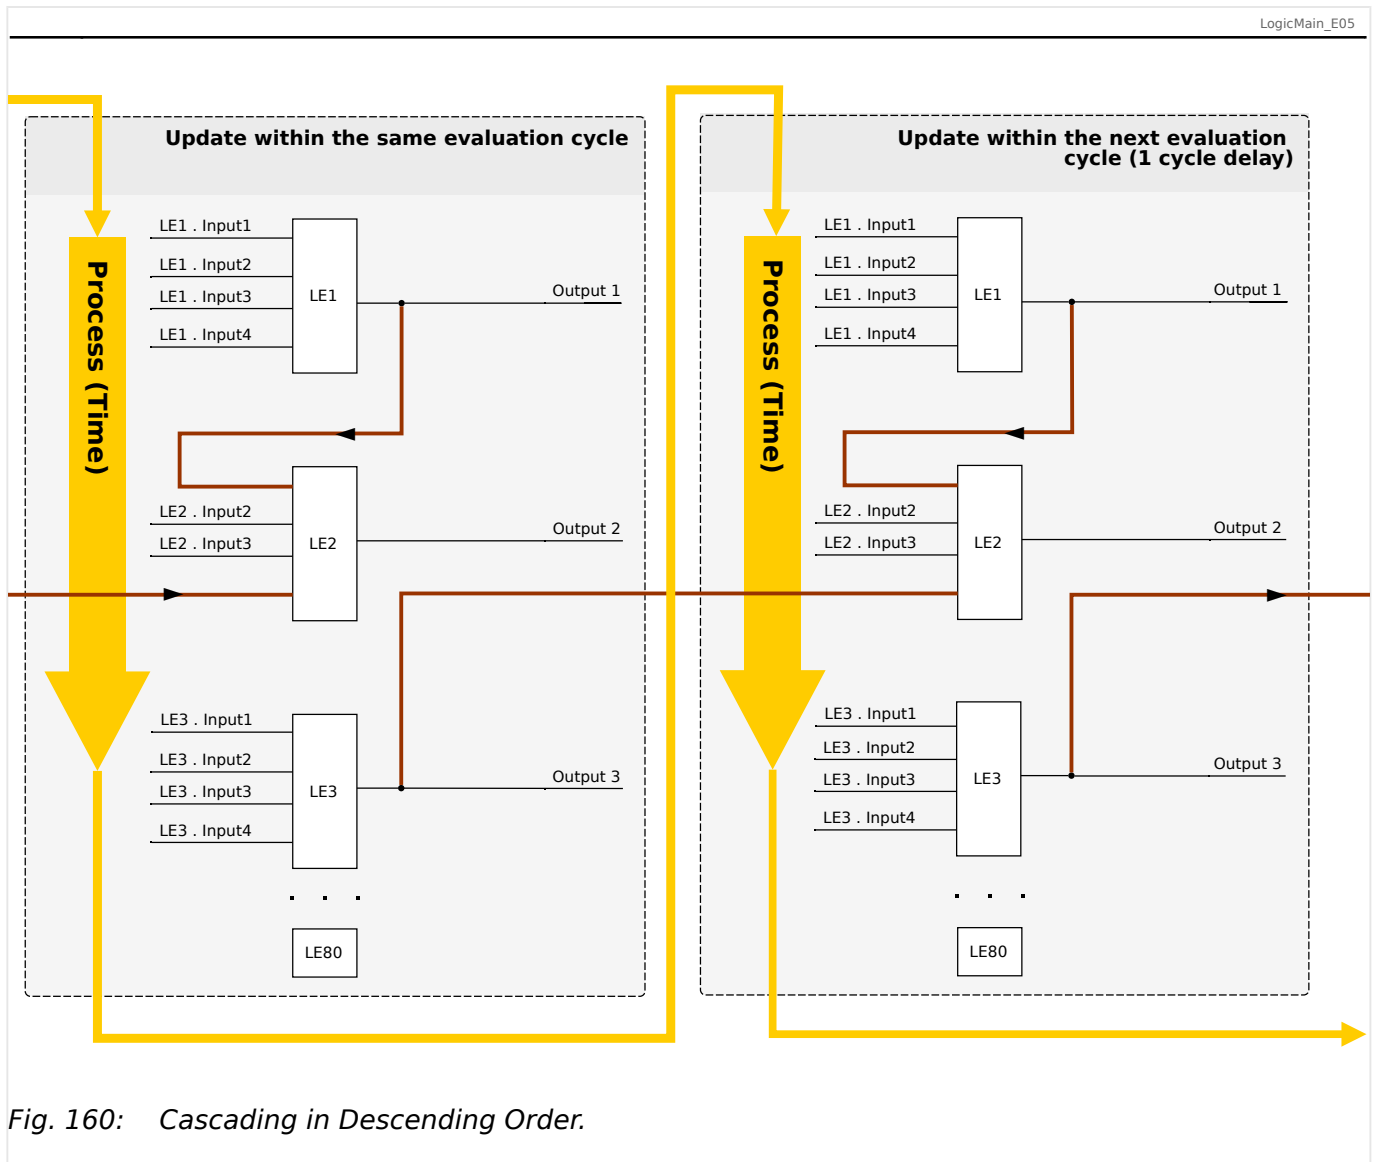 LogicMain_E05
Update within the same evaluation cycle
Process (Time)
LE1 . Input1
LE1 . Input2
LE1 . Input3
LE1 . Input4
LE1
Output 1
LE2 . Input2
LE2 . Input3
LE2
Output 2
LE3 . Input1
LE3 . Input2
LE3 . Input3
LE3 . Input4
LE3
Output 3
. . .
LE80
Update within the next evaluation
cycle (1 cycle delay)
Process (Time)
LE1 . Input1
LE1 . Input2
LE1 . Input3
LE1 . Input4
LE1
Output 1
LE2 . Input2
LE2 . Input3
LE2
Output 2
LE3 . Input1
LE3 . Input2
LE3 . Input3
LE3 . Input4
LE3
Output 3
. . .
LE80
Fig. 160: Cascading in Descending Order.